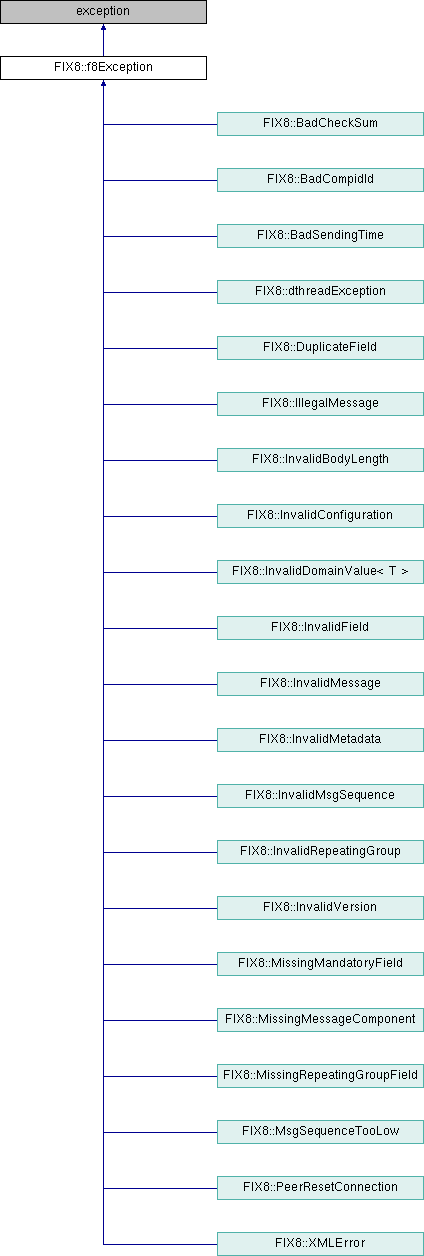 exception
FIX8::f8Exception
FIX8::BadCheckSum
FIX8::BadCompidId
FIX8::BadSendingTime
FIX8::dthreadException
FIX8::DuplicateField
FIX8::IllegalMessage
FIX8::InvalidBodyLength
FIX8::InvalidConfiguration
FIX8::InvalidDomainValue< T >
FIX8::InvalidField
FIX8::InvalidMessage
FIX8::InvalidMetadata
FIX8::InvalidMsgSequence
FIX8::InvalidRepeatingGroup
FIX8::InvalidVersion
FIX8::MissingMandatoryField
FIX8::MissingMessageComponent
FIX8::MissingRepeatingGroupField
FIX8::MsgSequenceTooLow
FIX8::PeerResetConnection
FIX8::XMLError